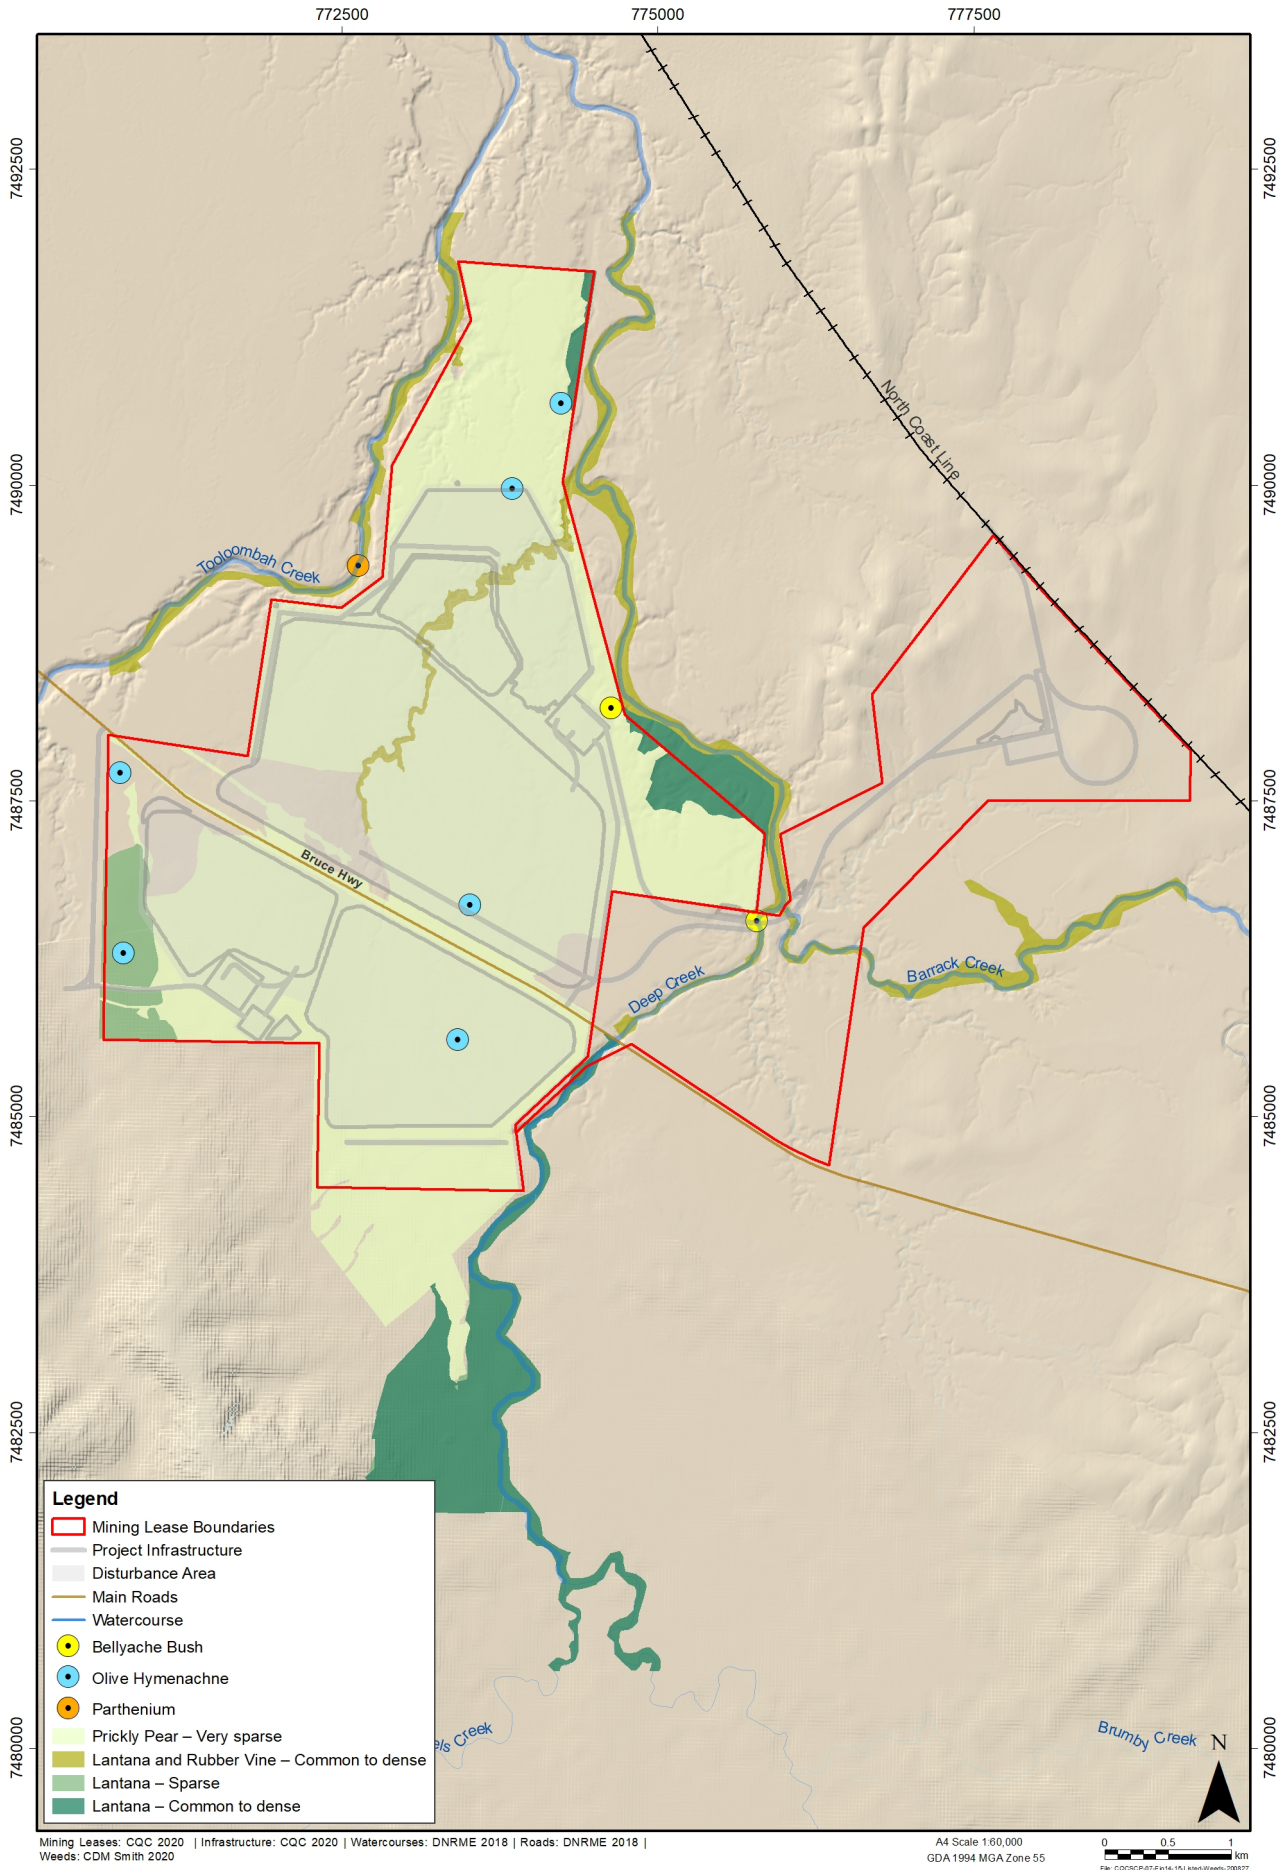 772500 775000 777500
7492500 7492500
North Coast Line
7490000 7490000
Tooloombah Creek
7487500 7487500
Bruce Hwy
Barrack Creek
Deep Creek
7485000 7485000
7482500 7482500
Legend
Mining Lease Boundaries
Project Infrastructure
Disturbance Area
Main Roads
Watercourse
Bellyache Bush
Olive Hymenachne
Parthenium
Prickly Pear – Very sparse
Lantana and Rubber Vine – Common to dense
Lantana – Sparse
Lantana – Common to dense
els Creek
Brumby Creek
N
7480000 7480000
Mining Leases: CQC 2020 | Infrastructure: CQC 2020 | Watercourses: DNRME 2018 | Roads: DNRME 2018 |
Weeds: CDM Smith 2020
A4 Scale 1:60,000
GDA 1994 MGA Zone 55
0 0.5 1
km